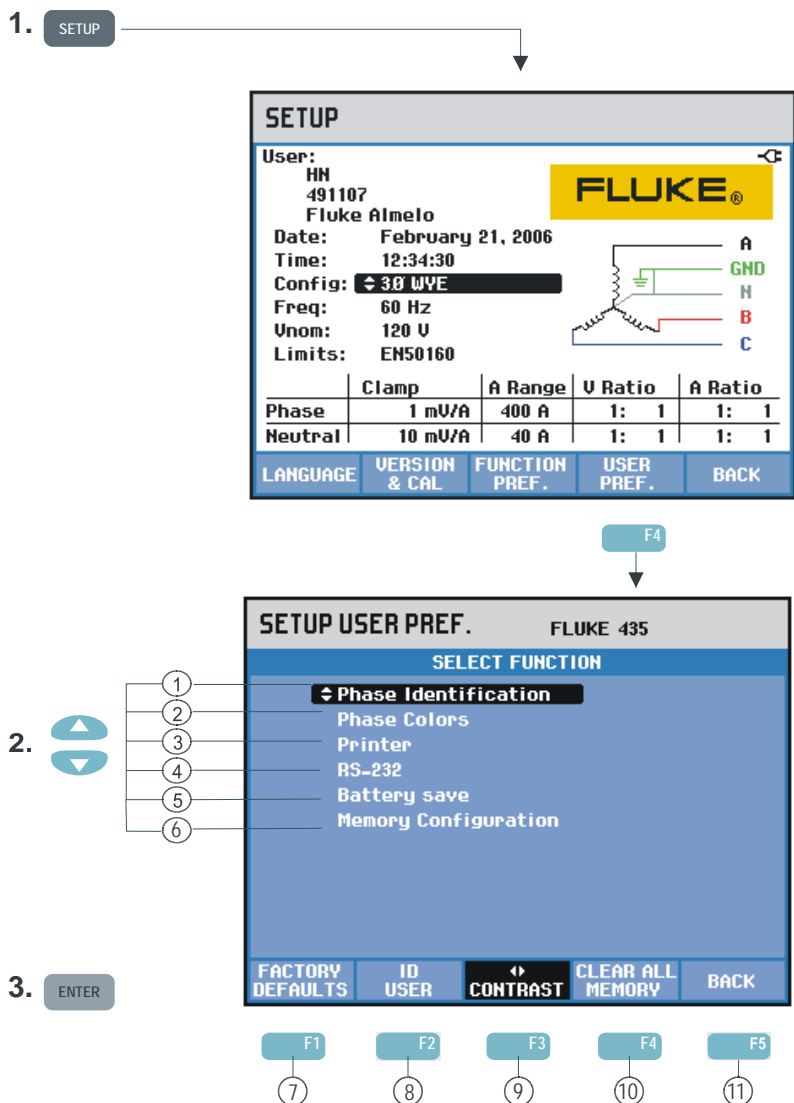 1. SETUP
SETUP
User:
HN
491107
Fluke Almelo
FLUKE®
Date: February 21, 2006
Time: 12:34:30
Config: 3Ø WYE
Freq: 60 Hz
Vnom: 120 V
Limits: EN50160
A
GND
N
B
C
Clamp A Range V Ratio A Ratio
Phase 1 mV/A 400 A 1: 1 1: 1
Neutral 10 mV/A 40 A 1: 1 1: 1
LANGUAGE VERSION & CAL FUNCTION PREF. USER PREF. BACK
F4
SETUP USER PREF. FLUKE 435
SELECT FUNCTION
2.
1 Phase Identification
2 Phase Colors
3 Printer
4 RS-232
5 Battery save
6 Memory Configuration
3. ENTER
FACTORY DEFAULTS ID USER CONTRAST CLEAR ALL MEMORY BACK
F1 F2 F3 F4 F5
7 8 9 10 11